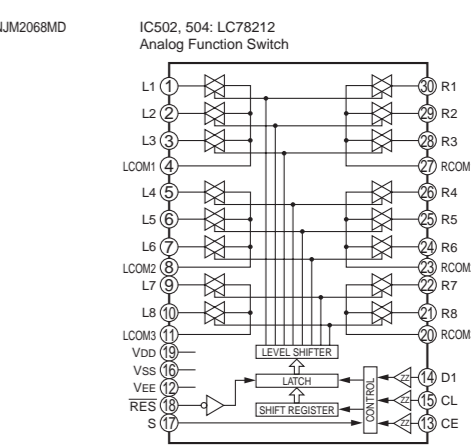 NJM2068MD
IC502, 504: LC78212
Analog Function Switch
L1 1 30 R1
L2 2 29 R2
L3 3 28 R3
LCOM1 4 27 RCOM
L4 5 26 R4
L5 6 25 R5
L6 7 24 R6
LCOM2 8 23 RCOM
L7 9 22 R7
L8 10 21 R8
LCOM3 11 20 RCOM
VDD 19 LEVEL SHIFTER
VSS 16
VEE 12 LATCH CONTROL ZZ 14 D1
RES 18 ZZ 15 CL
S 17 SHIFT REGISTER ZZ 13 CE